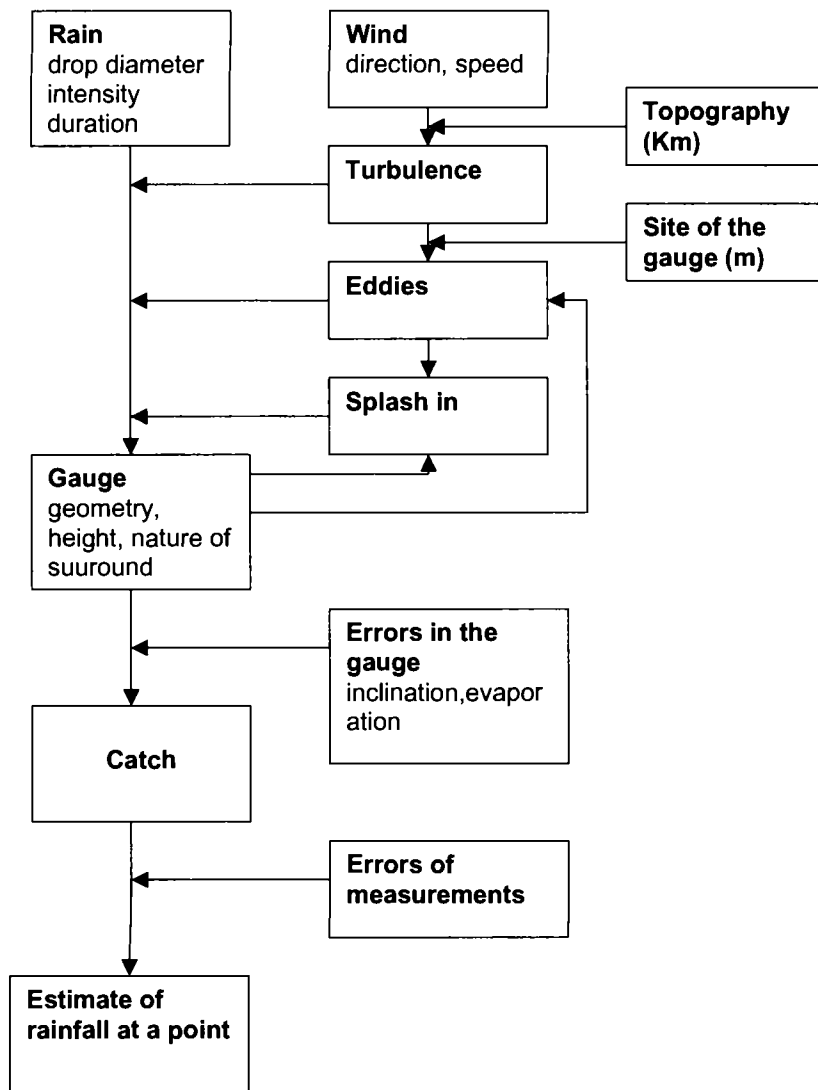 Rain
drop diameter
intensity
duration
Wind
direction, speed
Topography
(Km)
Turbulence
Site of the
gauge (m)
Eddies
Splash in
Gauge
geometry,
height, nature of
suuround
Errors in the
gauge
inclination,evapor
ation
Catch
Errors of
measurements
Estimate of
rainfall at a point